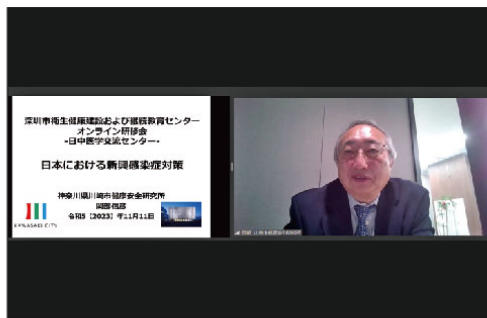 深圳市衛生健康建設および継続教育センター
オンライン研修会
-日中医学交流センター-
日本における新興感染症対策
神奈川県川崎市健康安全研究所
岡部信彦
令和5（2023）年11月11日
KAWASAKI CITY